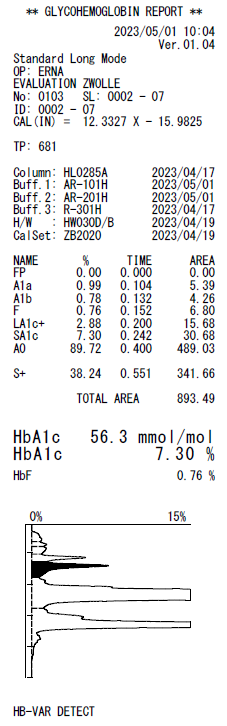 ** GLYCOHEMOGLOBIN REPORT **
2023/05/01 10:04
Ver.01.04
Standard Long Mode
OP: ERNA
EVALUATION ZWOLLE
No: 0103 SL: 0002 - 07
ID: 0002 - 07
CAL(IN) = 12.3327 X - 15.9825
TP: 681
Column: HL0285A 2023/04/17
Buff.1: AR-101H 2023/05/01
Buff.2: AR-201H 2023/05/01
Buff.3: R-301H 2023/04/17
H/W : HW030D/B 2023/04/19
CalSet: ZB2020 2023/04/19
NAME % TIME AREA
FP 0.00 0.000 0.00
A1a 0.99 0.104 5.39
A1b 0.78 0.132 4.26
F 0.76 0.152 6.80
LA1c+ 2.88 0.200 15.68
SA1c 7.30 0.242 30.68
A0 89.72 0.400 489.03
S+ 38.24 0.551 341.66
TOTAL AREA 893.49
HbA1c 56.3 mmol/mol
HbA1c 7.30 %
HbF 0.76 %
0% 15%
HB-VAR DETECT